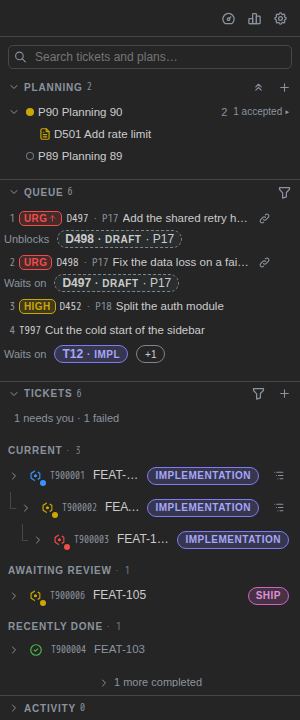 Search tickets and plans…
PLANNING 2
P90 Planning 90 2 1 accepted ▸
D501 Add rate limit
P89 Planning 89
QUEUE 6
1 URG ↑ D497 · P17 Add the shared retry h…
Unblocks D498 · DRAFT · P17
2 URG D498 · P17 Fix the data loss on a fai…
Waits on D497 · DRAFT · P17
3 HIGH D452 · P18 Split the auth module
4 T997 Cut the cold start of the sidebar
Waits on T12 · IMPL +1
TICKETS 6
1 needs you · 1 failed
CURRENT · 3
T900001 FEAT-… IMPLEMENTATION
T900002 FEA… IMPLEMENTATION
T900003 FEAT-1… IMPLEMENTATION
AWAITING REVIEW · 1
T900006 FEAT-105 SHIP
RECENTLY DONE · 1
T900004 FEAT-103
1 more completed
ACTIVITY 0